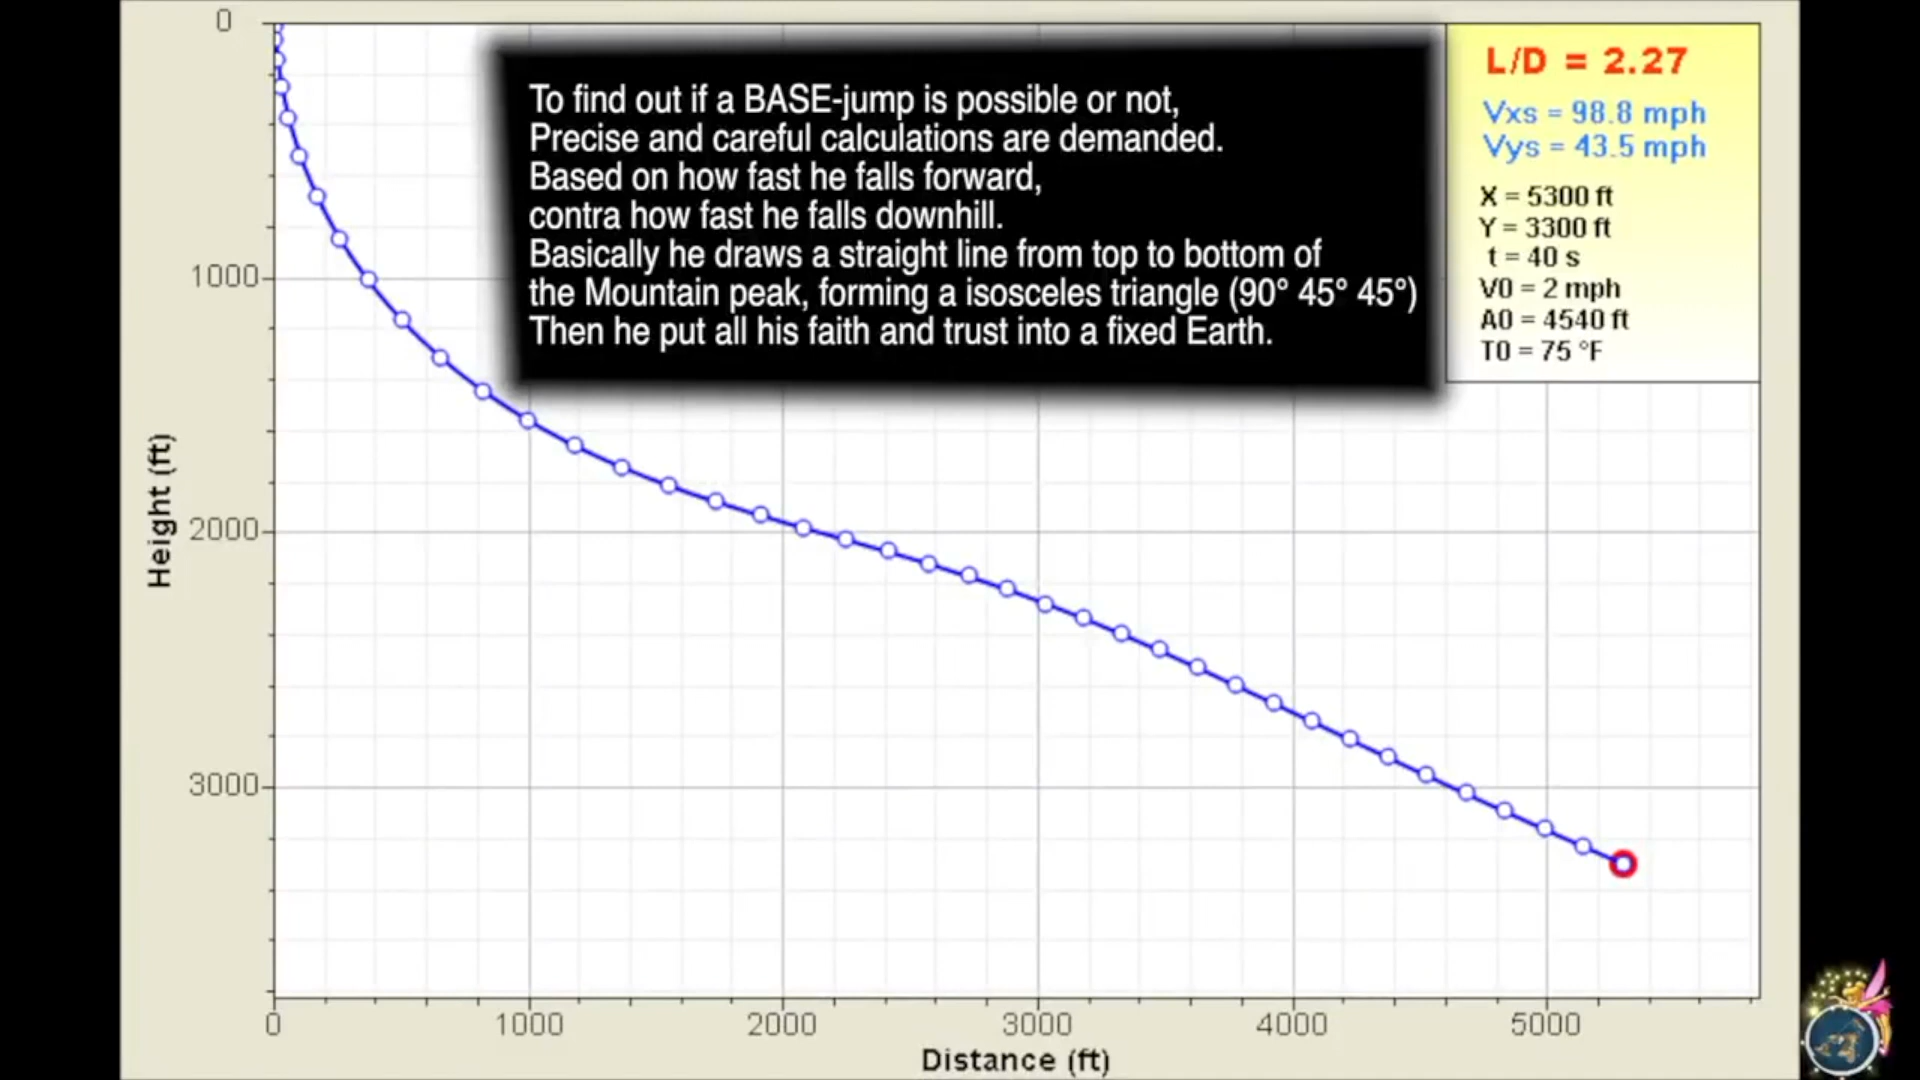 0
To find out if a BASE-jump is possible or not,
Precise and careful calculations are demanded.
Based on how fast he falls forward,
contra how fast he falls downhill.
Basically he draws a straight line from top to bottom of
the Mountain peak, forming a isosceles triangle (90° 45° 45°)
Then he put all his faith and trust into a fixed Earth.
L/D = 2.27
Vxs = 98.8 mph
Vys = 43.5 mph
X = 5300 ft
Y = 3300 ft
t = 40 s
V0 = 2 mph
A0 = 4540 ft
T0 = 75 °F
1000
2000
3000
Height (ft)
0 1000 2000 3000 4000 5000
Distance (ft)